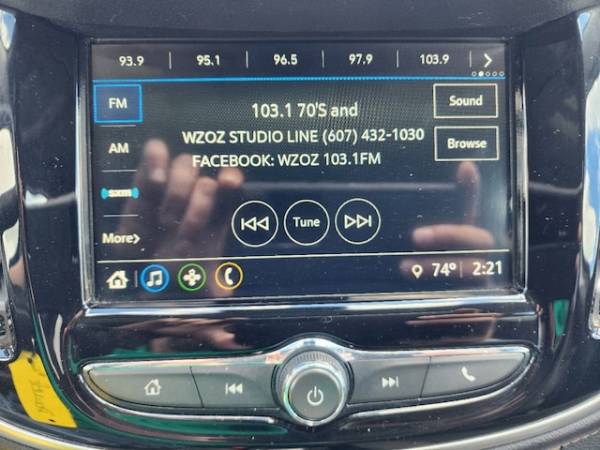 93.9 | 95.1 | 96.5 | 97.9 | 103.9
FM
103.1 70'S and
Sound
AM
WZOZ STUDIO LINE (607) 432-1030
Browse
FACEBOOK: WZOZ 103.1FM
Tune
More
74° 2:21